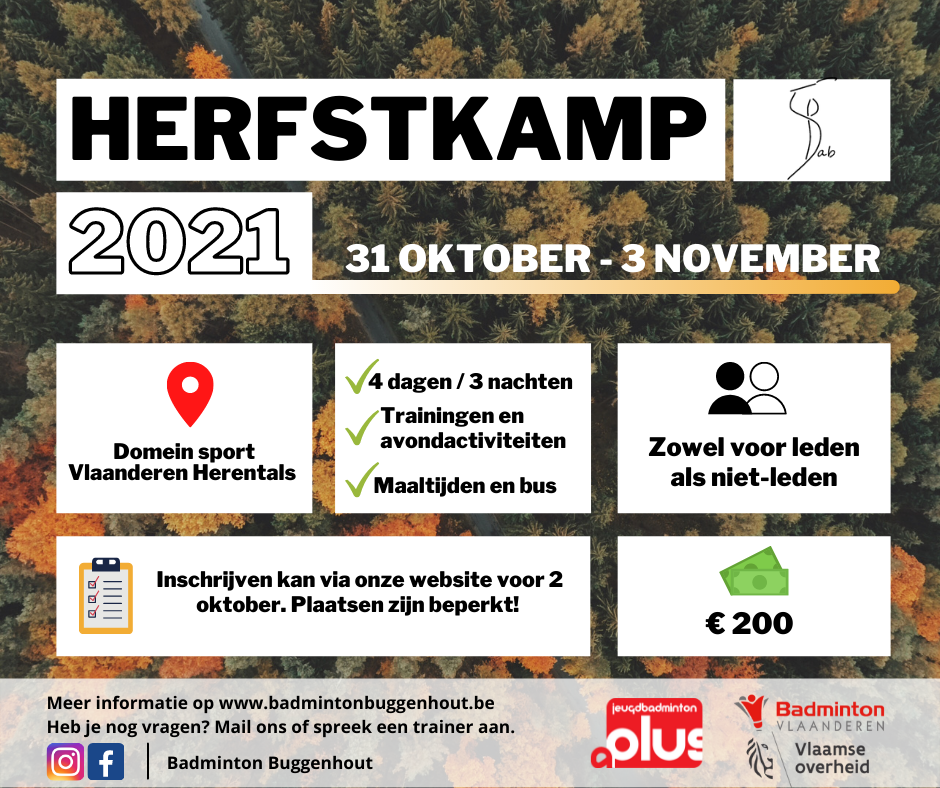 HERFSTKAMP
Dab
2021
31 OKTOBER - 3 NOVEMBER
Domein sport
Vlaanderen Herentals
4 dagen / 3 nachten
Trainingen en
avondactiviteiten
Maaltijden en bus
Zowel voor leden
als niet-leden
Inschrijven kan via onze website voor 2
oktober. Plaatsen zijn beperkt!
€ 200
Meer informatie op www.badmintonbuggenhout.be
Heb je nog vragen? Mail ons of spreek een trainer aan.
Badminton Buggenhout
jeugdbadminton
aplus
Badminton
VLAANDEREN
Vlaamse
overheid